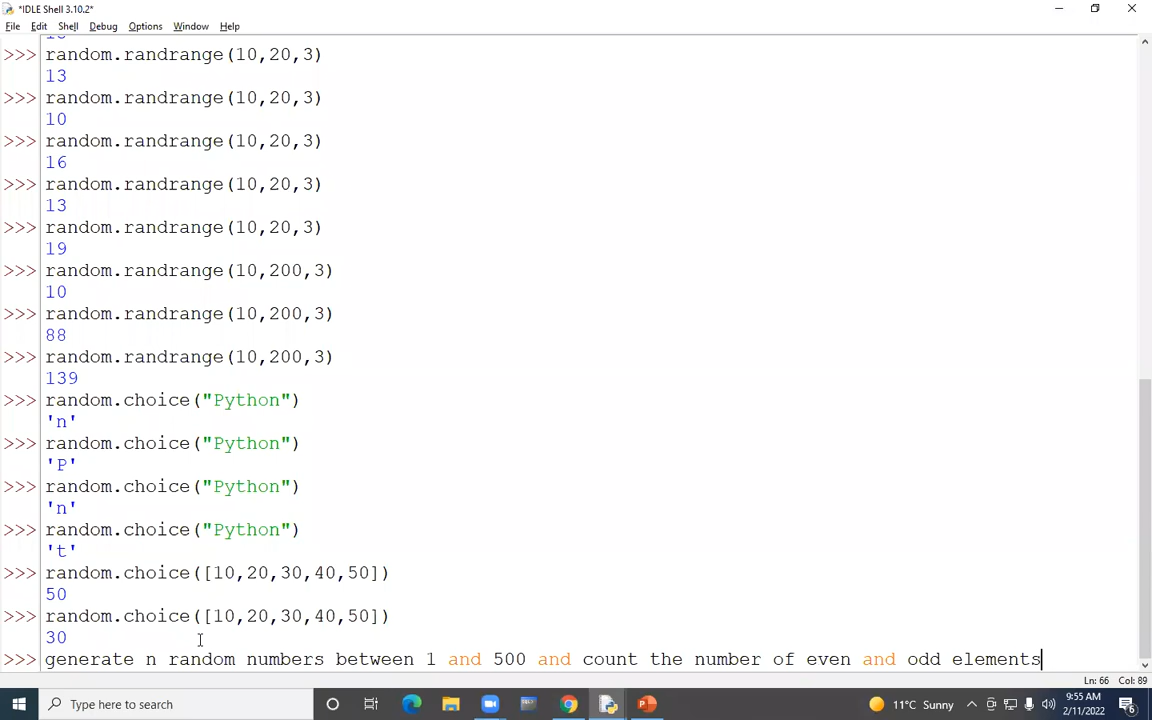 *IDLE Shell 3.10.2*
File Edit Shell Debug Options Window Help
>>> random.randrange(10,20,3)
13
>>> random.randrange(10,20,3)
10
>>> random.randrange(10,20,3)
16
>>> random.randrange(10,20,3)
13
>>> random.randrange(10,20,3)
19
>>> random.randrange(10,200,3)
10
>>> random.randrange(10,200,3)
88
>>> random.randrange(10,200,3)
139
>>> random.choice("Python")
'n'
>>> random.choice("Python")
'P'
>>> random.choice("Python")
'n'
>>> random.choice("Python")
't'
>>> random.choice([10,20,30,40,50])
50
>>> random.choice([10,20,30,40,50])
30
>>> generate n random numbers between 1 and 500 and count the number of even and odd elements
Ln: 66 Col: 89
Type here to search
11°C Sunny
9:55 AM
2/11/2022
6